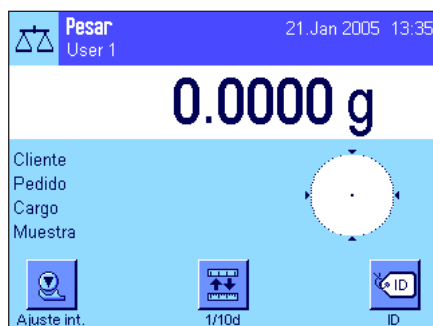 Pesar
21.Jan 2005 13:35
User 1
0.0000 g
Cliente
Pedido
Cargo
Muestra
ID
Ajuste int.
1/10d
ID